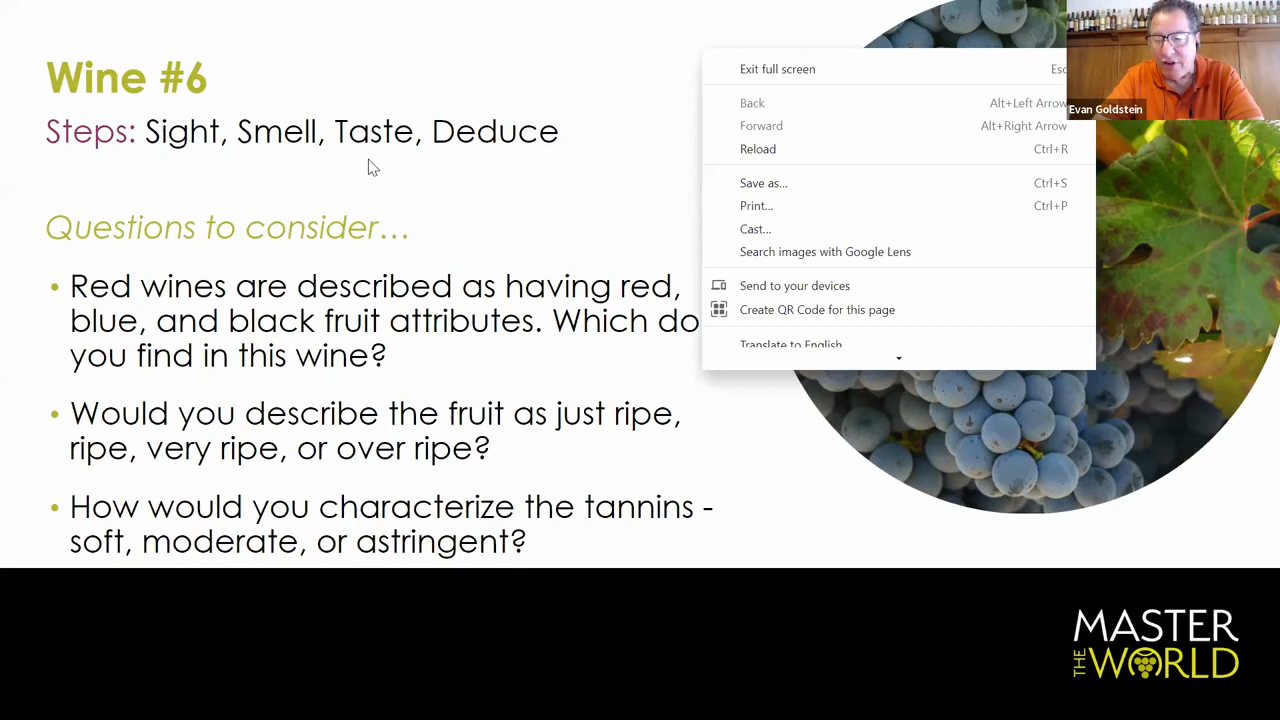 Wine #6
Steps: Sight, Smell, Taste, Deduce
Questions to consider…
• Red wines are described as having red,
blue, and black fruit attributes. Which do
you find in this wine?
• Would you describe the fruit as just ripe,
ripe, very ripe, or over ripe?
• How would you characterize the tannins -
soft, moderate, or astringent?
Exit full screen Esc
Back Alt+Left Arrow
Forward Alt+Right Arrow
Reload Ctrl+R
Save as... Ctrl+S
Print... Ctrl+P
Cast...
Search images with Google Lens
Send to your devices
Create QR Code for this page
Translate to English
Evan Goldstein
MASTER
THE WORLD